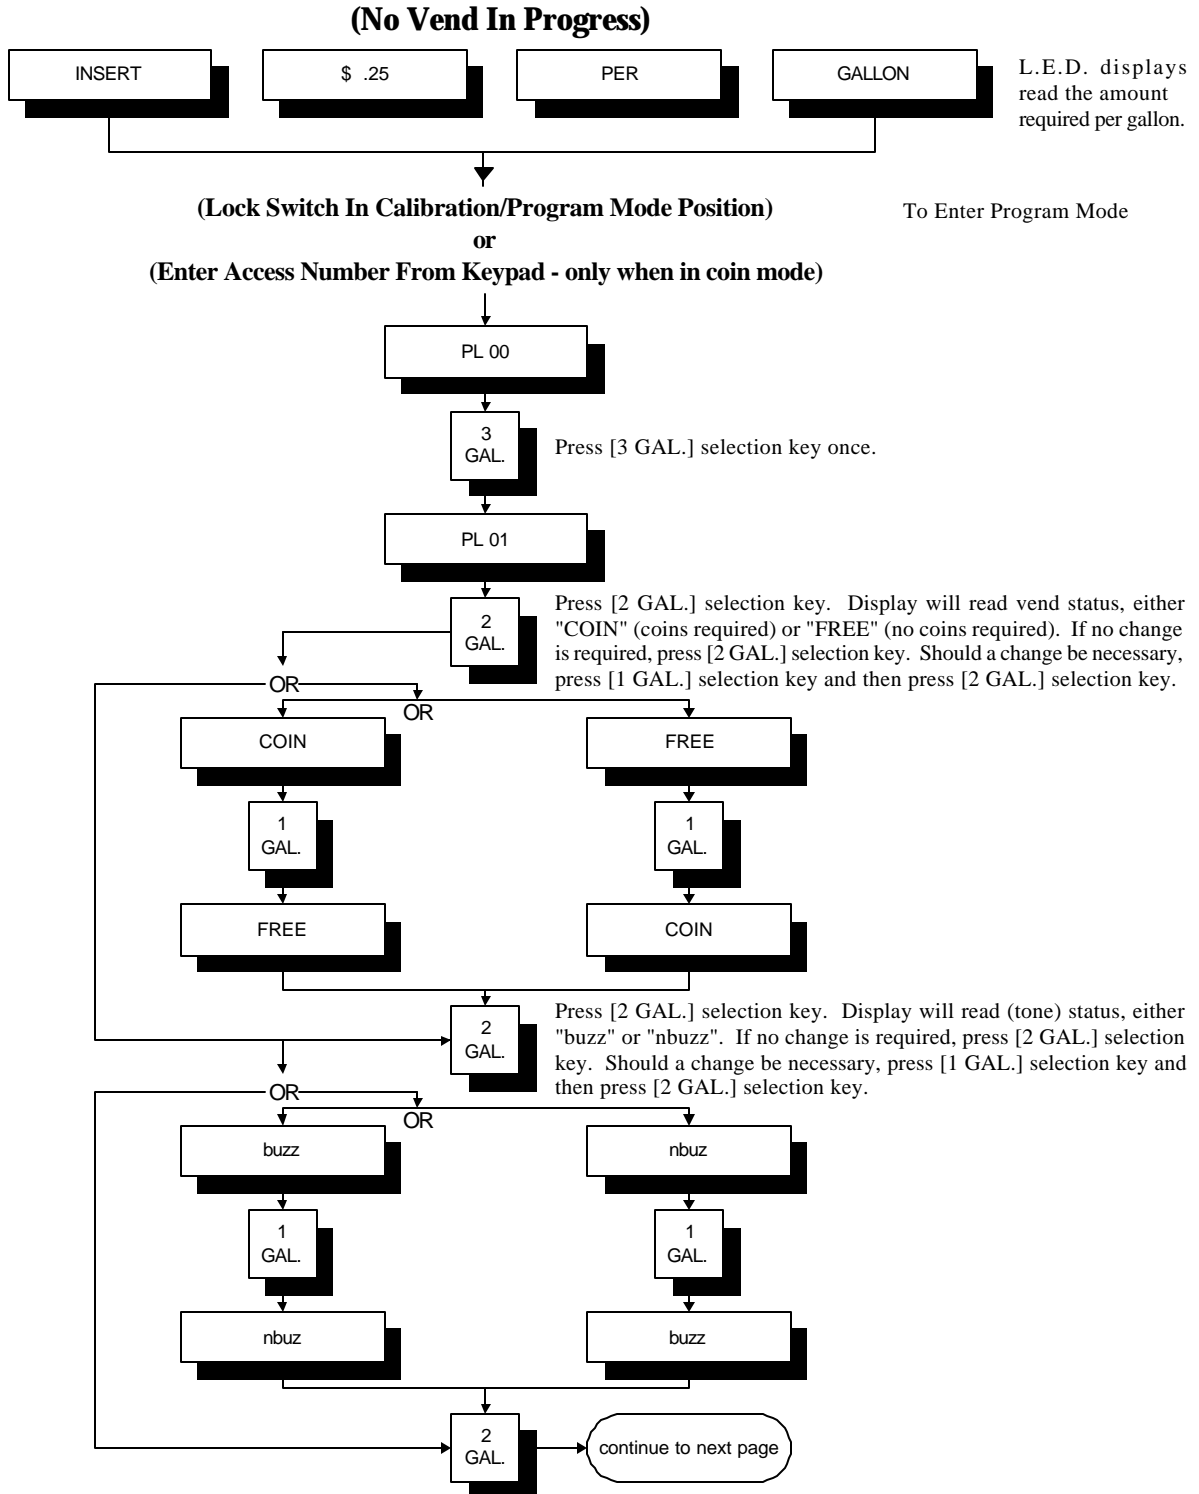 (No Vend In Progress)
INSERT
$ .25
PER
GALLON
L.E.D. displays
read the amount
required per gallon.
(Lock Switch In Calibration/Program Mode Position)
To Enter Program Mode
or
(Enter Access Number From Keypad - only when in coin mode)
PL 00
3
GAL.
Press [3 GAL.] selection key once.
PL 01
2
GAL.
Press [2 GAL.] selection key. Display will read vend status, either
"COIN" (coins required) or "FREE" (no coins required). If no change
is required, press [2 GAL.] selection key. Should a change be necessary,
press [1 GAL.] selection key and then press [2 GAL.] selection key.
OR
OR
COIN
FREE
1
GAL.
1
GAL.
FREE
COIN
2
GAL.
Press [2 GAL.] selection key. Display will read (tone) status, either
"buzz" or "nbuzz". If no change is required, press [2 GAL.] selection
key. Should a change be necessary, press [1 GAL.] selection key and
then press [2 GAL.] selection key.
OR
OR
buzz
nbuz
1
GAL.
1
GAL.
nbuz
buzz
2
GAL.
continue to next page